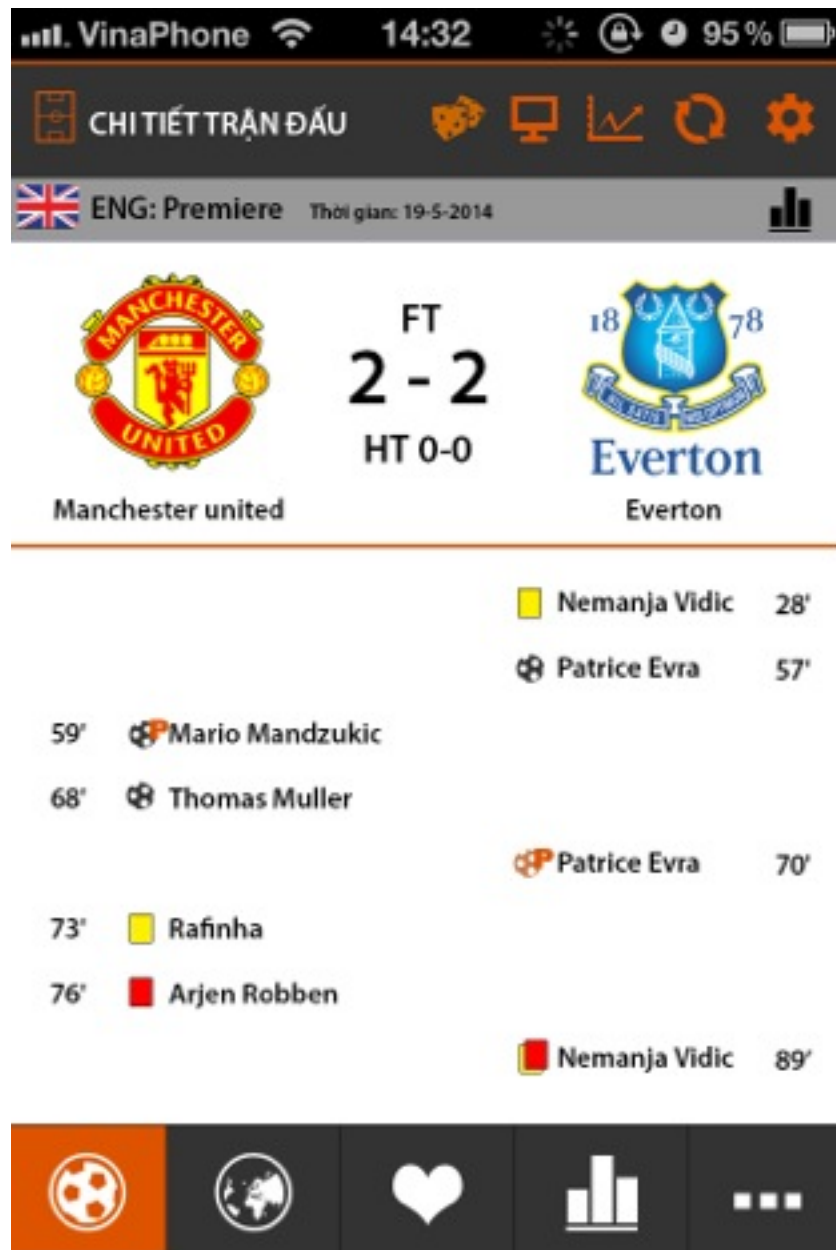 VinaPhone 14:32 95%
CHI TIẾT TRẬN ĐẤU
ENG: Premiere Thời gian: 19-5-2014
MANCHESTER
UNITED
FT
2 - 2
HT 0-0
18 78
Everton
Manchester united
Everton
Nemanja Vidic 28'
Patrice Evra 57'
59' P Mario Mandzukic
68' Thomas Muller
P Patrice Evra 70'
73' Rafinha
76' Arjen Robben
Nemanja Vidic 89'